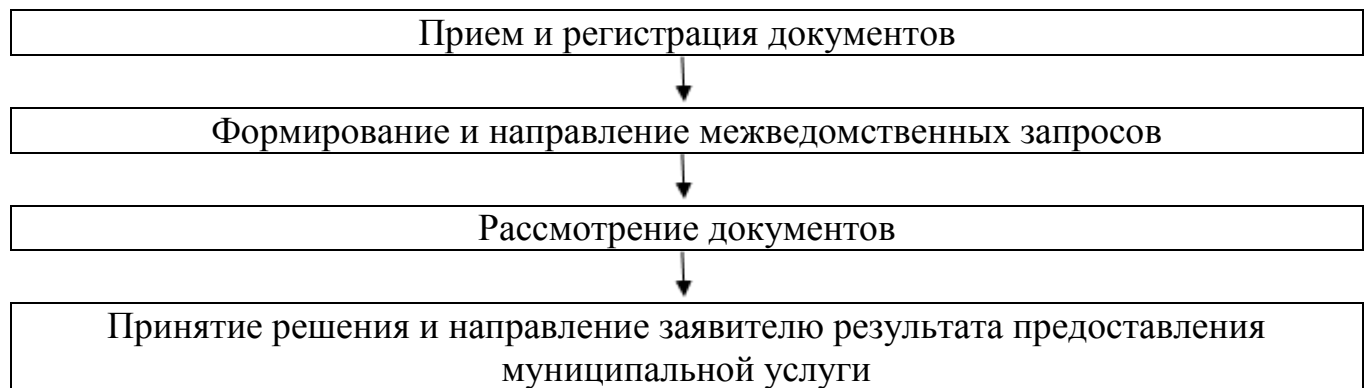 Прием и регистрация документов
Формирование и направление межведомственных запросов
Рассмотрение документов
Принятие решения и направление заявителю результата предоставления
муниципальной услуги